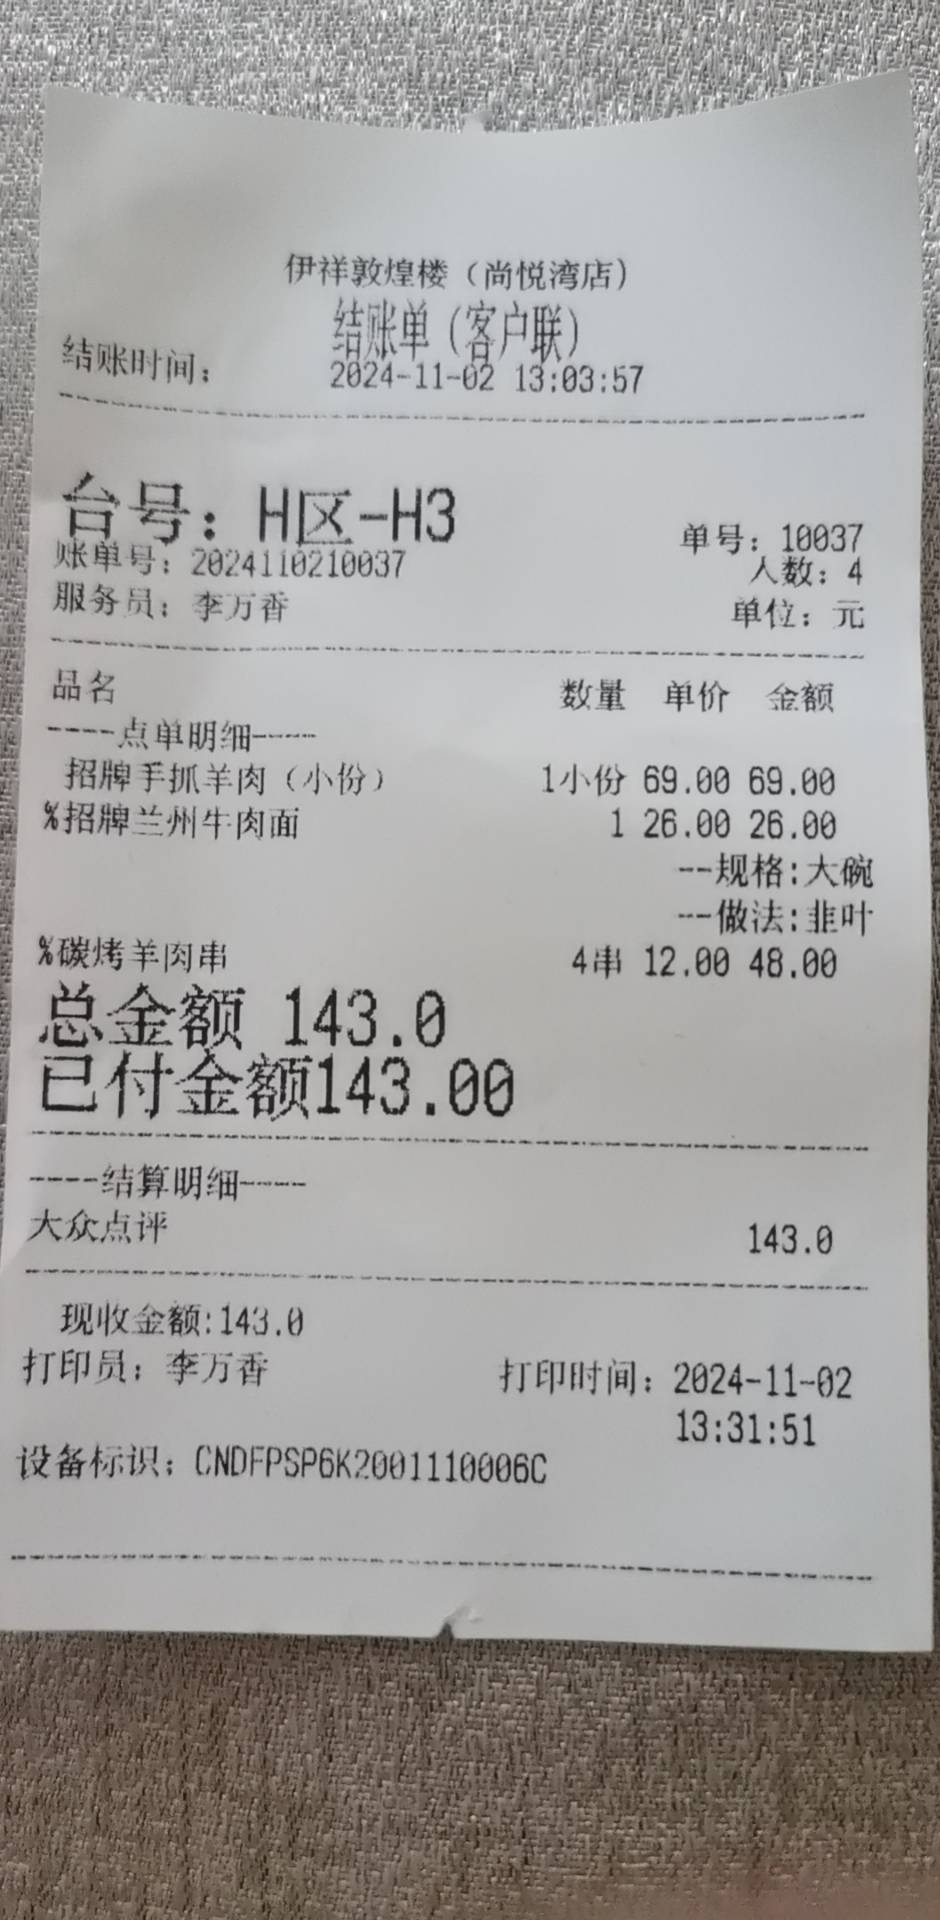 伊祥敦煌楼（尚悦湾店）
结账单（客户联）
结账时间： 2024-11-02 13:03:57
台号：H区-H3
单号：10037
账单号：2024110210037
人数：4
服务员：李万香 单位：元
品名 数量 单价 金额
----点单明细----
招牌手抓羊肉（小份） 1小份 69.00 69.00
%招牌兰州牛肉面 1 26.00 26.00
--规格:大碗
--做法:韭叶
%碳烤羊肉串 4串 12.00 48.00
总金额 143.0
已付金额143.00
----结算明细----
大众点评 143.0
现收金额:143.0
打印员：李万香 打印时间：2024-11-02
13:31:51
设备标识：CNDFPSP6K2001110006C